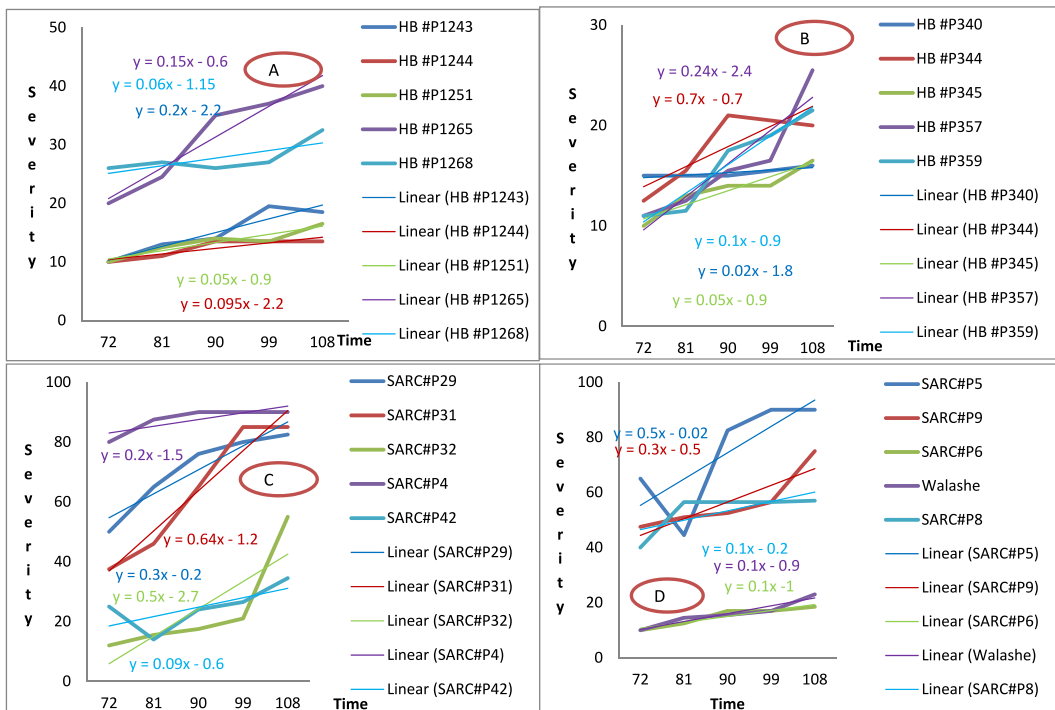 50
40
30
20
10
0
Severity
72 81 90 99 108
Time
A
y = 0.15x - 0.6
y = 0.06x - 1.15
y = 0.2x - 2.2
y = 0.05x - 0.9
y = 0.095x - 2.2
HB #P1243
HB #P1244
HB #P1251
HB #P1265
HB #P1268
Linear (HB #P1243)
Linear (HB #P1244)
Linear (HB #P1251)
Linear (HB #P1265)
Linear (HB #P1268)
30
20
10
0
Severity
72 81 90 99 108
Time
B
y = 0.24x - 2.4
y = 0.7x - 0.7
y = 0.1x - 0.9
y = 0.02x - 1.8
y = 0.05x - 0.9
HB #P340
HB #P344
HB #P345
HB #P357
HB #P359
Linear (HB #P340)
Linear (HB #P344)
Linear (HB #P345)
Linear (HB #P357)
Linear (HB #P359)
100
80
60
40
20
0
Severity
72 81 90 99 108
Time
C
y = 0.2x -1.5
y = 0.64x - 1.2
y = 0.3x - 0.2
y = 0.5x - 2.7
y = 0.09x - 0.6
SARC#P29
SARC#P31
SARC#P32
SARC#P4
SARC#P42
Linear (SARC#P29)
Linear (SARC#P31)
Linear (SARC#P32)
Linear (SARC#P4)
Linear (SARC#P42)
100
80
60
40
20
0
Severity
72 81 90 99 108
Time
D
y = 0.5x - 0.02
y = 0.3x - 0.5
y = 0.1x - 0.2
y = 0.1x - 0.9
y = 0.1x -1
SARC#P5
SARC#P9
SARC#P6
Walashe
SARC#P8
Linear (SARC#P5)
Linear (SARC#P9)
Linear (SARC#P6)
Linear (Walashe)
Linear (SARC#P8)